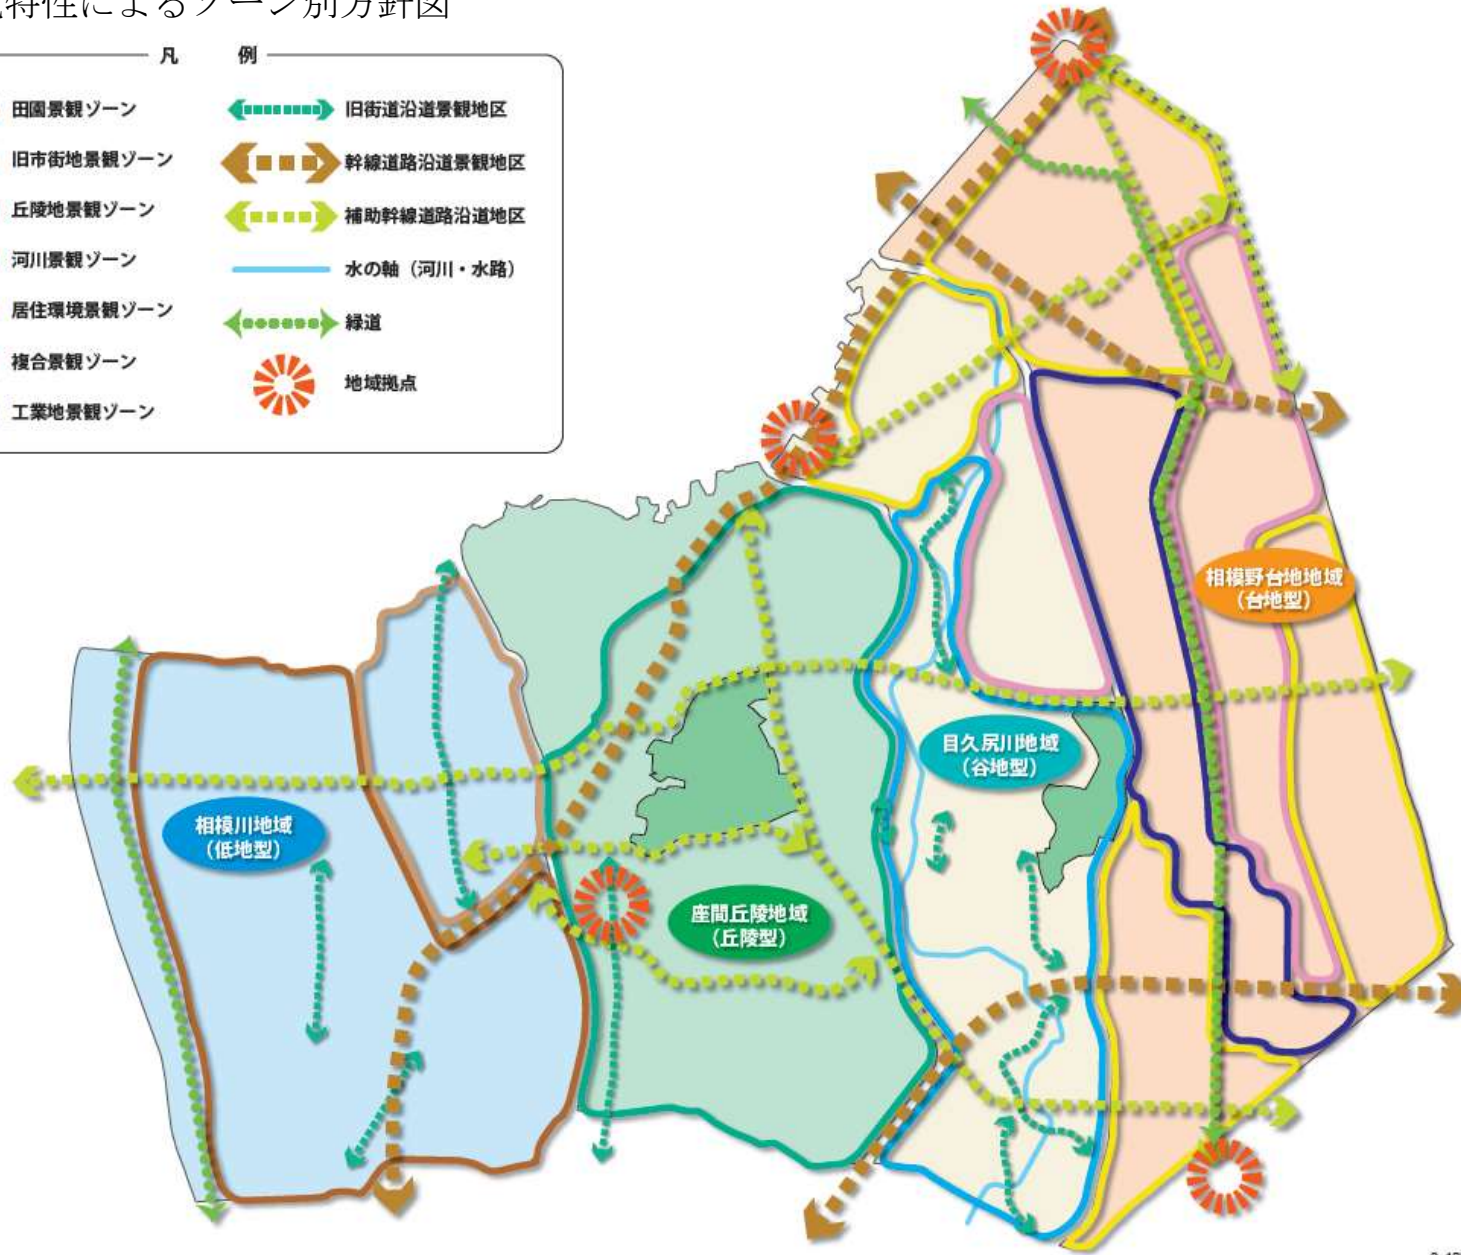 特性によるゾーン別方針図
凡 例
田園景観ゾーン
旧市街地景観ゾーン
丘陵地景観ゾーン
河川景観ゾーン
居住環境景観ゾーン
複合景観ゾーン
工業地景観ゾーン
旧街道沿道景観地区
幹線道路沿道景観地区
補助幹線道路沿道地区
水の軸（河川・水路）
緑道
地域拠点
相模野台地地域
（台地型）
目久尻川地域
（谷地型）
相模川地域
（低地型）
座間丘陵地域
（丘陵型）